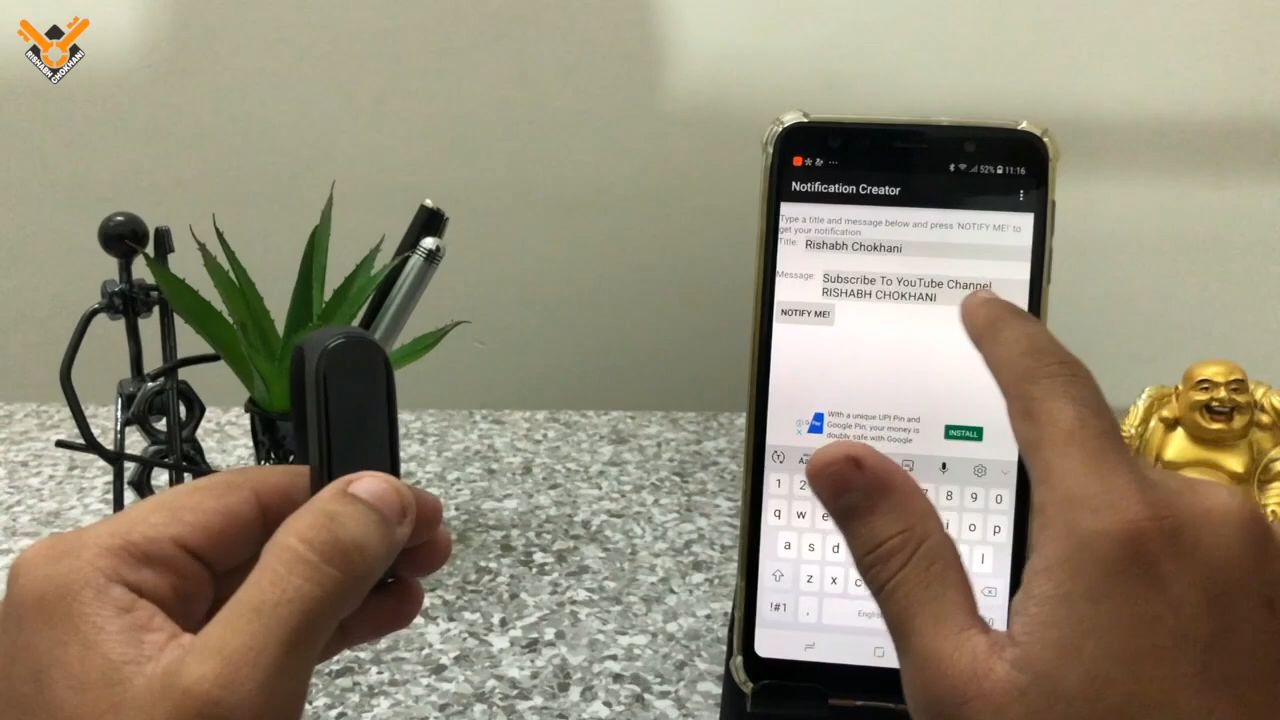 RISHABH CHOKHANI
52% 11:16
Notification Creator
Type a title and message below and press 'NOTIFY ME!' to
get your notification.
Title: Rishabh Chokhani
Message: Subscribe To YouTube Channel
RISHABH CHOKHANI
NOTIFY ME!
With a unique UPI Pin and
Google Pin, your money is
doubly safe with Google
INSTALL
1 2 7 8 9 0
q w e i o p
a s d l
z x c
!#1 ,